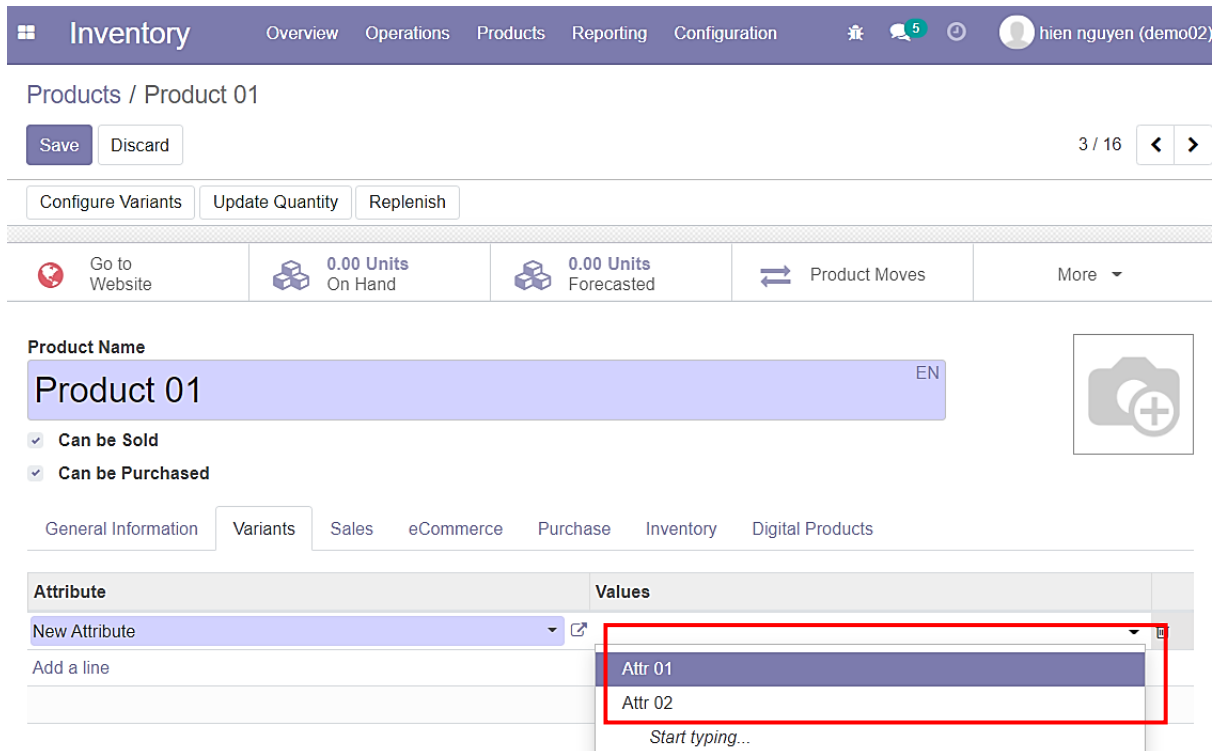 Inventory Overview Operations Products Reporting Configuration 5 hien nguyen (demo02)
Products / Product 01
Save Discard 3 / 16
Configure Variants Update Quantity Replenish
Go to Website
0.00 Units On Hand
0.00 Units Forecasted
Product Moves
More
Product Name
Product 01 EN
Can be Sold
Can be Purchased
General Information Variants Sales eCommerce Purchase Inventory Digital Products
Attribute Values
New Attribute
Add a line
Attr 01
Attr 02
Start typing...